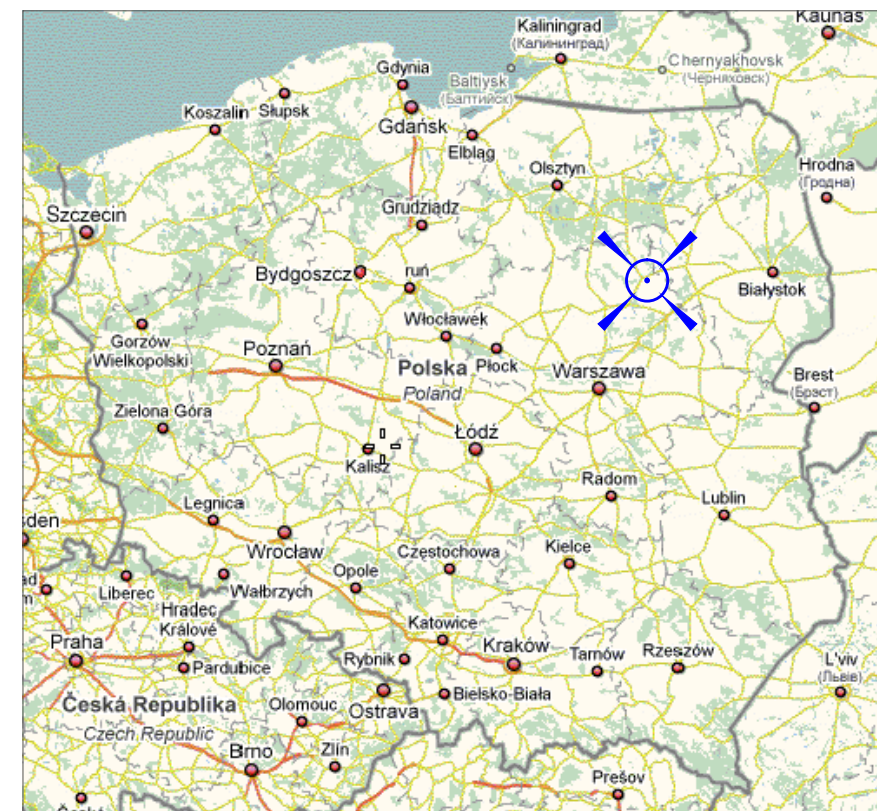 Kaliningrad
(Калининград)
Kaunas
Chernyakhovsk
(Черняховск)
Baltiysk
(Балтийск)
Gdynia
Koszalin
Słupsk
Gdańsk
Elbląg
Olsztyn
Hrodna
(Гродна)
Szczecin
Grudziądz
Bydgoszcz
ruń
Białystok
Gorzów
Wielkopolski
Włocławek
Poznań
Płock
Polska
Poland
Warszawa
Brest
(Брэст)
Zielona Góra
Łódź
Kalisz
Radom
Legnica
Lublin
sden
Wrocław
Częstochowa
Kielce
ad
m
Liberec
Wałbrzych
Opole
Hradec
Králové
Katowice
Praha
Kraków
Tarnów
Rzeszów
Rybnik
Pardubice
L'viv
(Львів)
Česká Republika
Czech Republic
Olomouc
Ostrava
Bielsko-Biała
Brno
Zlín
Prešov